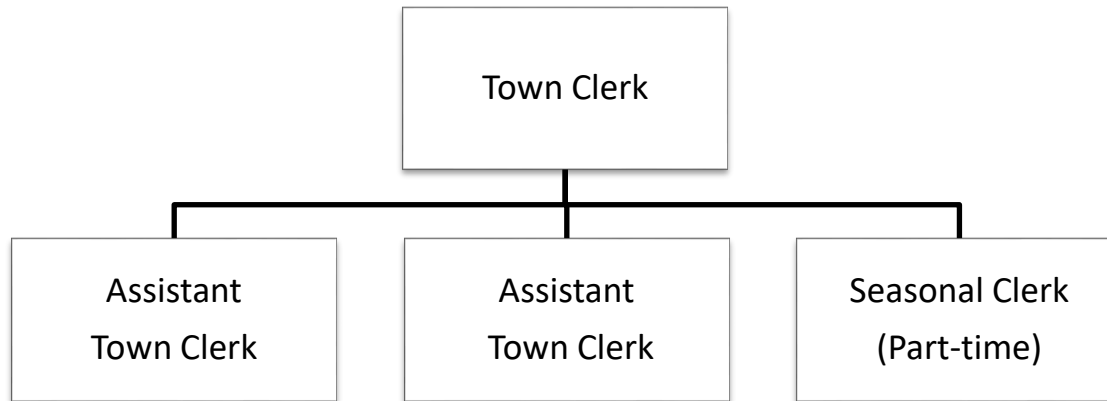 Town Clerk
Assistant
Town Clerk
Assistant
Town Clerk
Seasonal Clerk
(Part-time)